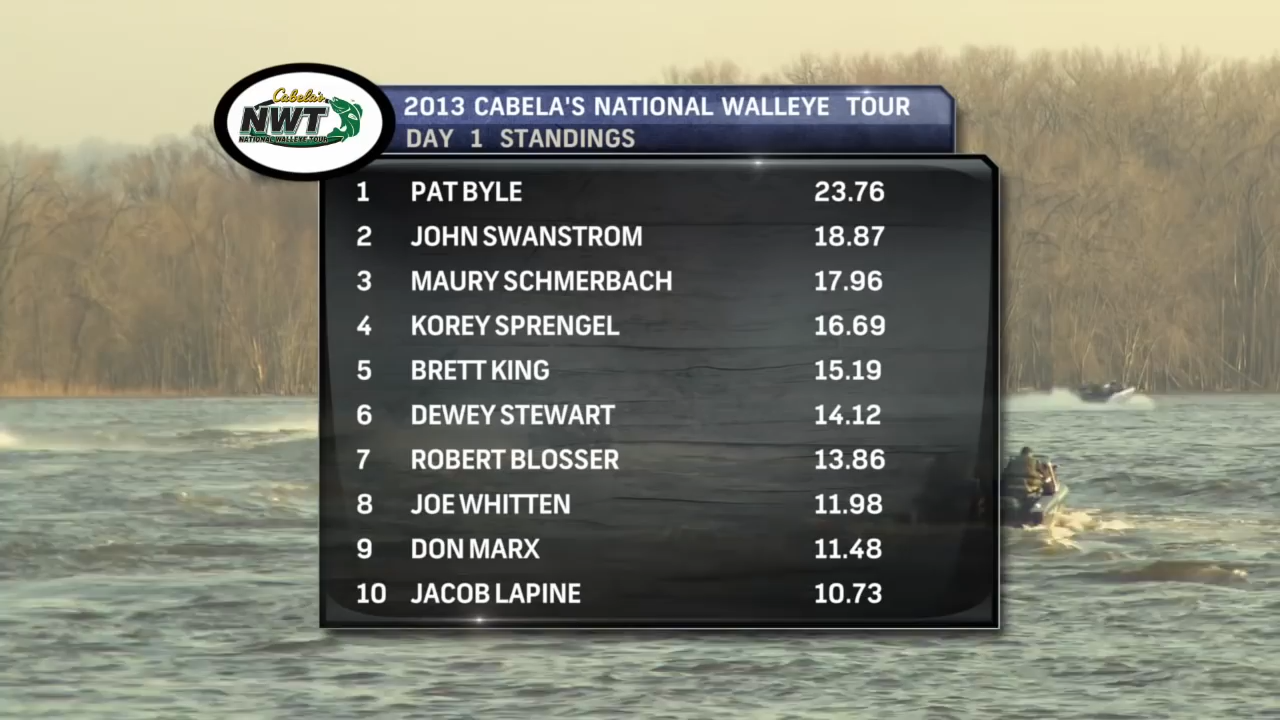 Cabela's
NWT
NATIONAL WALLEYE TOUR
2013 CABELA'S NATIONAL WALLEYE TOUR
DAY 1 STANDINGS
1 PAT BYLE 23.76
2 JOHN SWANSTROM 18.87
3 MAURY SCHMERBACH 17.96
4 KOREY SPRENGEL 16.69
5 BRETT KING 15.19
6 DEWEY STEWART 14.12
7 ROBERT BLOSSER 13.86
8 JOE WHITTEN 11.98
9 DON MARX 11.48
10 JACOB LAPINE 10.73